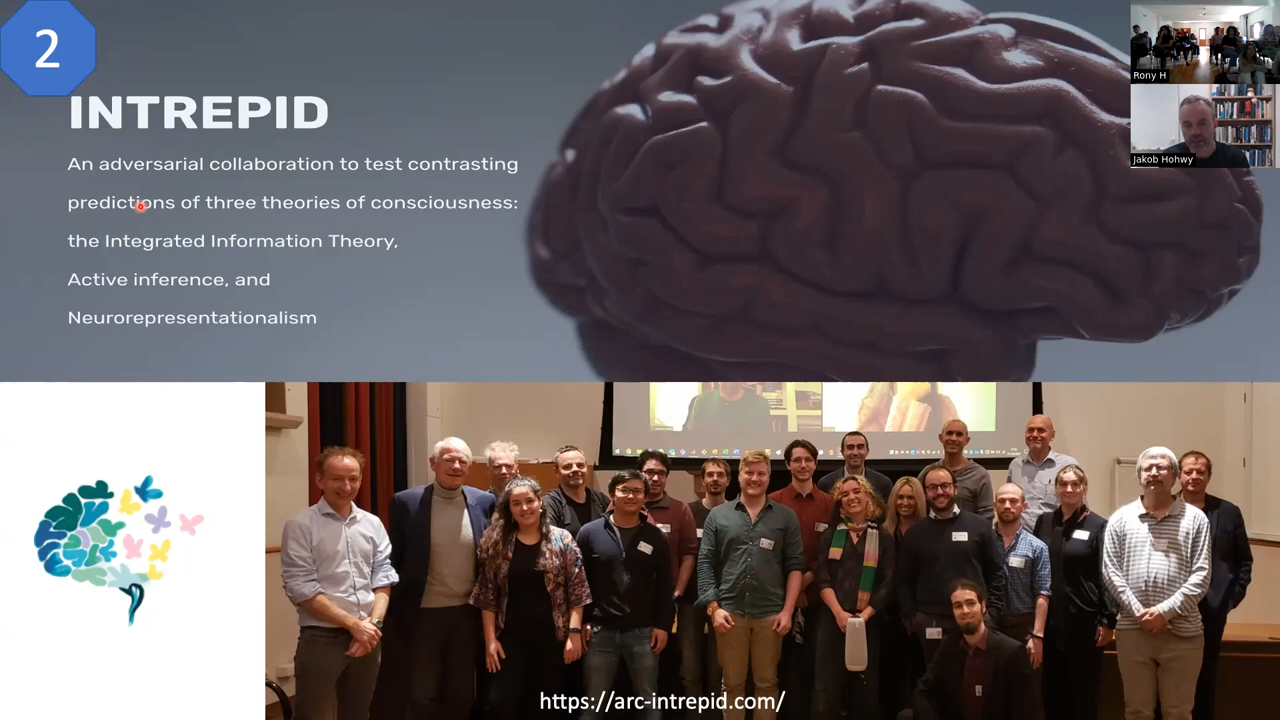 2
INTREPID
An adversarial collaboration to test contrasting
predictions of three theories of consciousness:
the Integrated Information Theory,
Active inference, and
Neurorepresentationalism
Rony H
Jakob Hohwy
https://arc-intrepid.com/